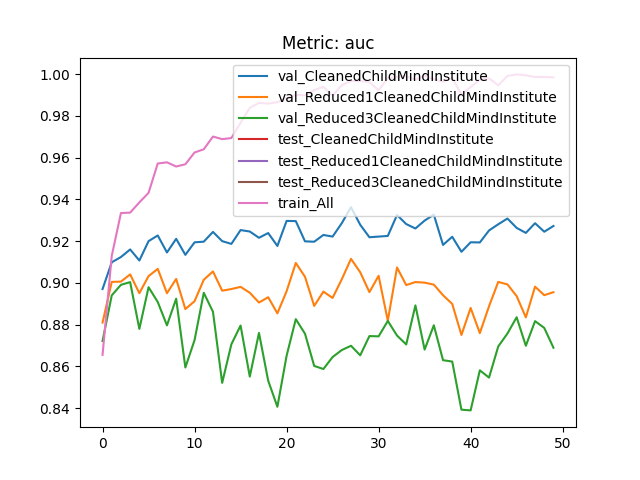 Metric: auc
1.00
0.98
0.96
0.94
0.92
0.90
0.88
0.86
0.84
val_CleanedChildMindInstitute
val_Reduced1CleanedChildMindInstitute
val_Reduced3CleanedChildMindInstitute
test_CleanedChildMindInstitute
test_Reduced1CleanedChildMindInstitute
test_Reduced3CleanedChildMindInstitute
train_All
0 10 20 30 40 50